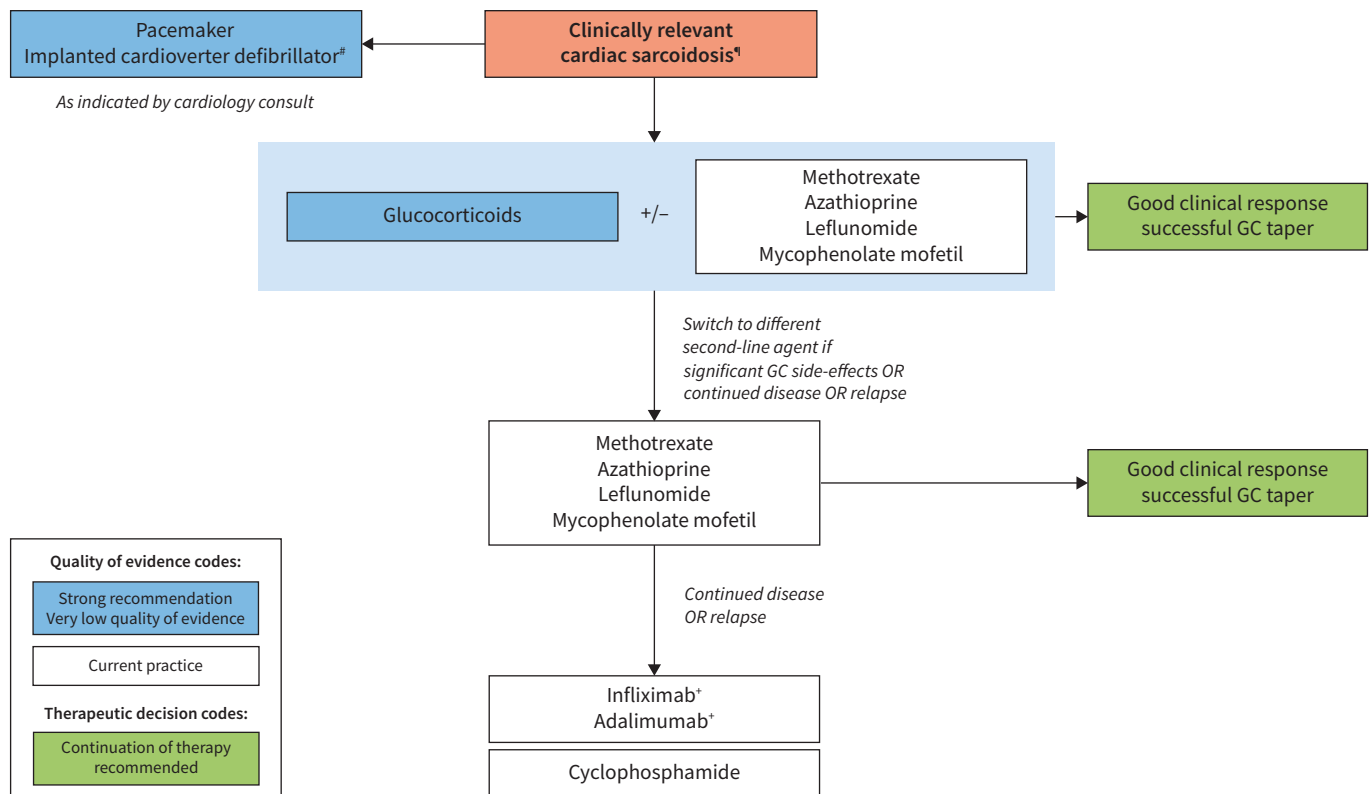 Pacemaker
Implanted cardioverter defibrillator#
As indicated by cardiology consult
Clinically relevant
cardiac sarcoidosis¶
Glucocorticoids
+/–
Methotrexate
Azathioprine
Leflunomide
Mycophenolate mofetil
Good clinical response
successful GC taper
Switch to different
second-line agent if
significant GC side-effects OR
continued disease OR relapse
Methotrexate
Azathioprine
Leflunomide
Mycophenolate mofetil
Good clinical response
successful GC taper
Continued disease
OR relapse
Infliximab+
Adalimumab+
Cyclophosphamide
Quality of evidence codes:
Strong recommendation
Very low quality of evidence
Current practice
Therapeutic decision codes:
Continuation of therapy
recommended